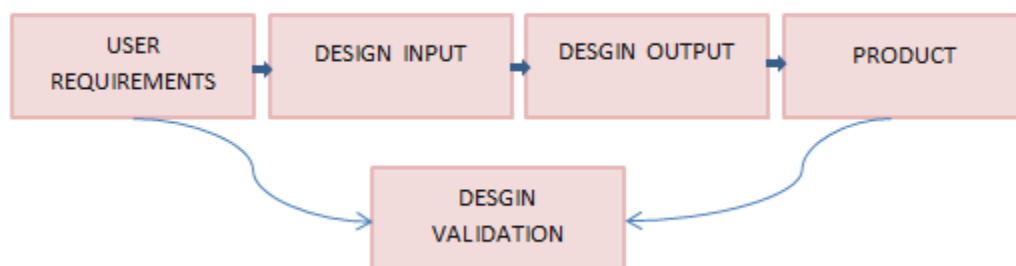 USER
REQUIREMENTS
DESIGN INPUT
DESGIN OUTPUT
PRODUCT
DESGIN
VALIDATION